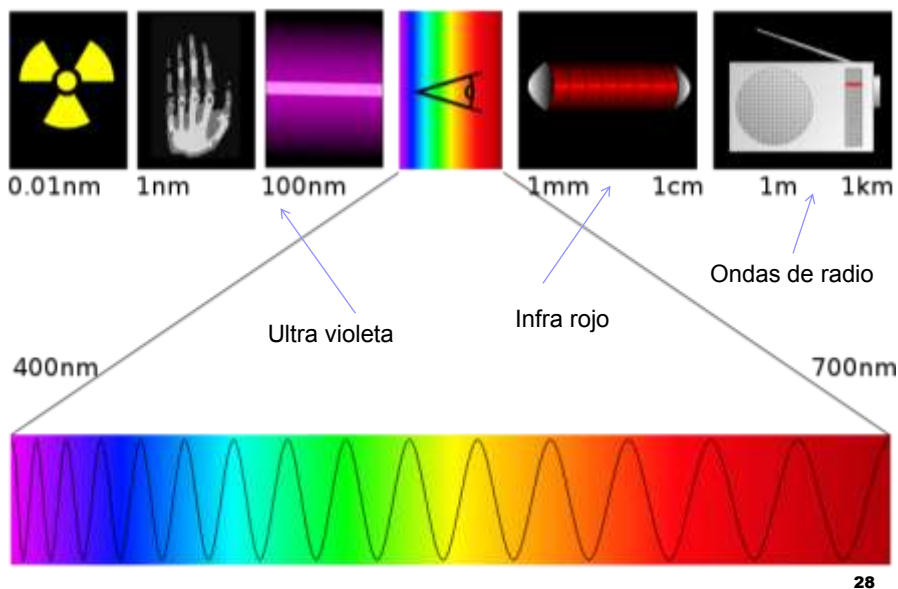 0.01nm 1nm 100nm 1mm 1cm 1m 1km
Ondas de radio
Infra rojo
Ultra violeta
400nm 700nm
28